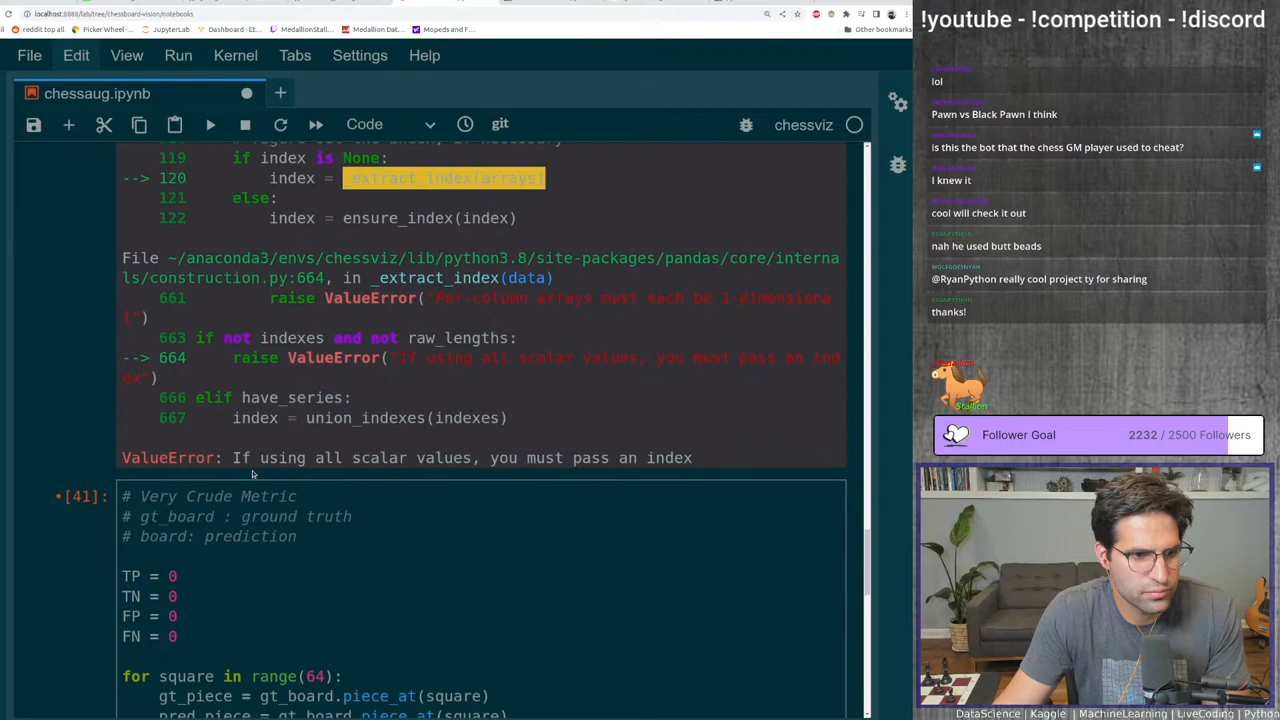 localhost:8888/lab/tree/chessboard-vision/notebooks
reddit top all
Picker Wheel -...
JupyterLab
Dashboard - Et...
MedallionStall...
Medallion Dat...
Mopeds and F...
Other bookmarks
File Edit View Run Kernel Tabs Settings Help
chessaug.ipynb
Code
git
chessviz
119 if index is None:
--> 120 index = _extract_index(arrays)
121 else:
122 index = ensure_index(index)
File ~/anaconda3/envs/chessviz/lib/python3.8/site-packages/pandas/core/interna
ls/construction.py:664, in _extract_index(data)
661 raise ValueError("Per-column arrays must each be 1-dimensiona
l")
663 if not indexes and not raw_lengths:
--> 664 raise ValueError("If using all scalar values, you must pass an ind
ex")
666 elif have_series:
667 index = union_indexes(indexes)
ValueError: If using all scalar values, you must pass an index
[41]:
# Very Crude Metric
# gt_board : ground truth
# board: prediction
TP = 0
TN = 0
FP = 0
FN = 0
for square in range(64):
gt_piece = gt_board.piece_at(square)
pred_piece = gt_board.piece_at(square)
!youtube - !competition - !discord
lol
Pawn vs Black Pawn I think
is this the bot that the chess GM player used to cheat?
I knew it
cool will check it out
RYANPYTHON
nah he used butt beads
WOLFGOESNYAH
@RyanPython really cool project ty for sharing
RYANPYTHON
thanks!
Medallion
Stallion
Follower Goal 2232 / 2500 Followers
DataScience | Kaggle | MachineLearning | LiveCoding | Python